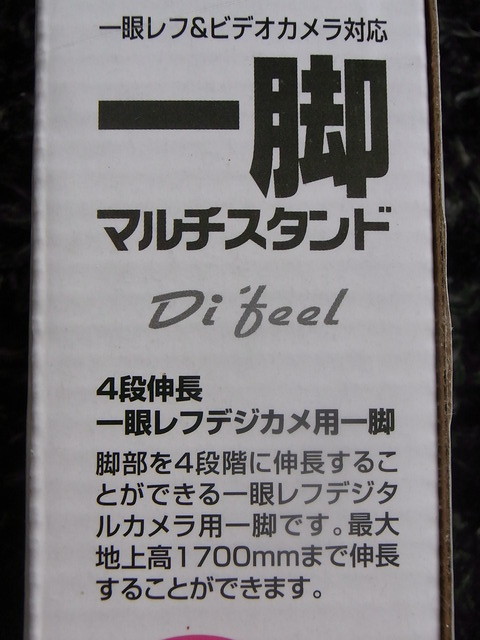 一眼レフ&ビデオカメラ対応
一脚
マルチスタンド
Di'feel
4段伸長
一眼レフデジカメ用一脚
脚部を4段階に伸長するこ
とができる一眼レフデジタ
ルカメラ用一脚です。最大
地上高1700mmまで伸長
することができます。